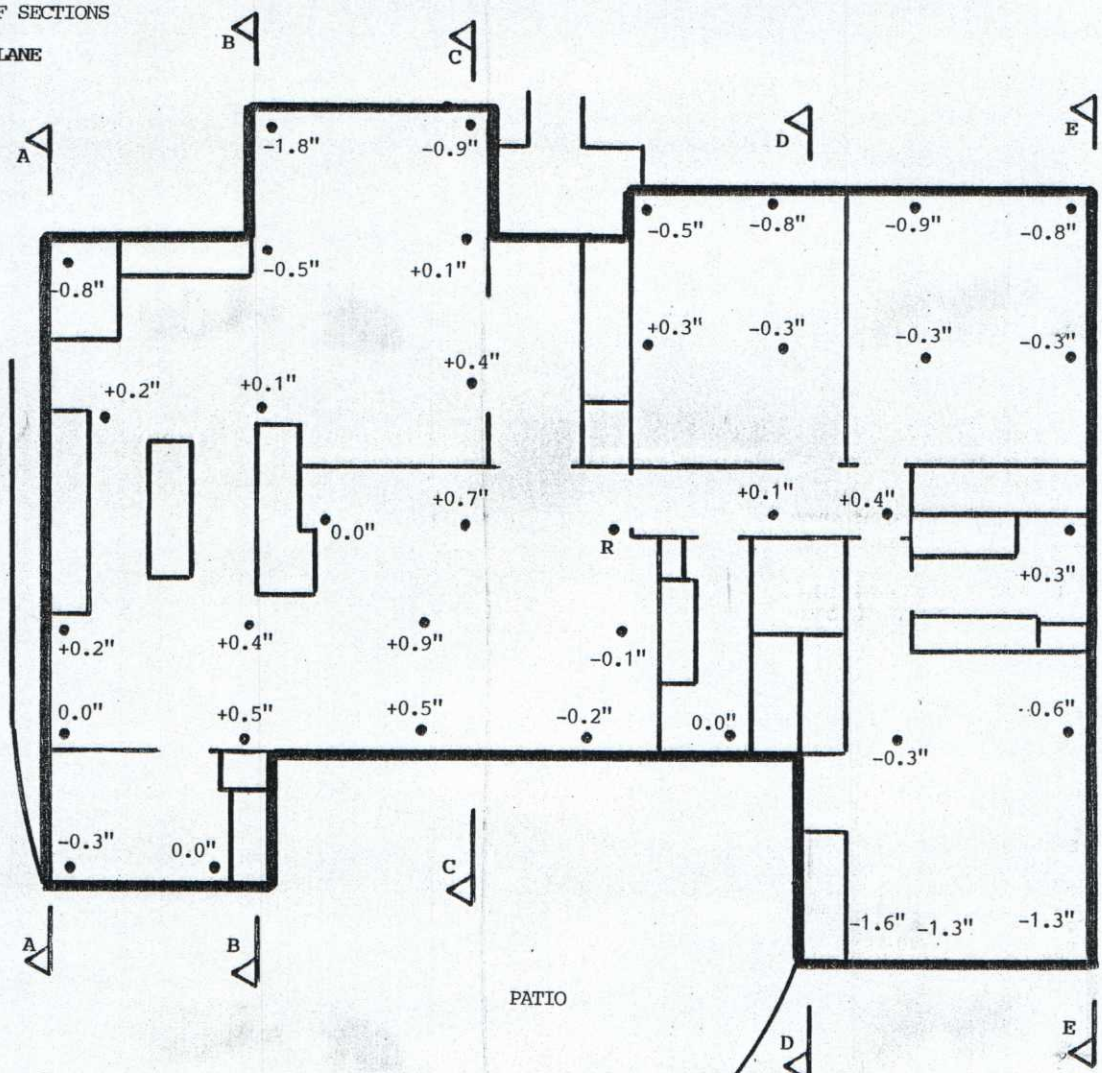 F SECTIONS
LANE
B
C
A
D
E
-1.8"
-0.9"
-0.5"
-0.8"
-0.9"
-0.8"
-0.8"
-0.5"
+0.1"
+0.3"
-0.3"
-0.3"
-0.3"
+0.2"
+0.1"
+0.4"
0.0"
+0.7"
R
+0.1"
+0.4"
+0.3"
+0.2"
+0.4"
+0.9"
-0.1"
0.0"
+0.5"
+0.5"
-0.2"
0.0"
-0.3"
0.6"
-0.3"
0.0"
C
-1.6"
-1.3"
-1.3"
A
B
PATIO
D
E